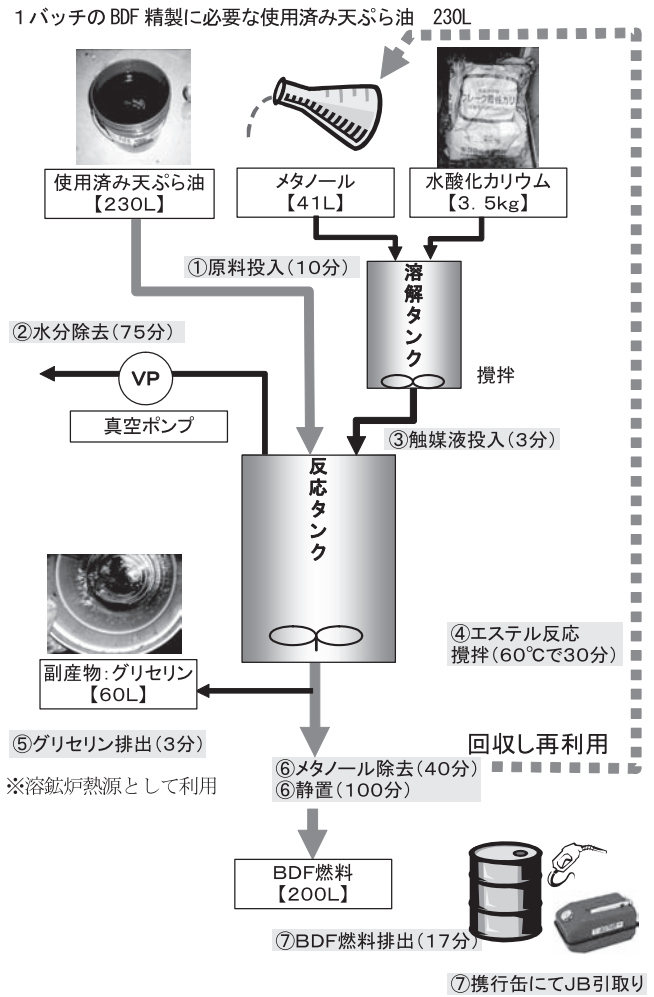 １バッチのBDF 精製に必要な使用済み天ぷら油　230L
使用済み天ぷら油
【230L】
メタノール
【41L】
水酸化カリウム
【3．5kg】
①原料投入（10分）
溶解タンク
②水分除去（75分）
VP
攪拌
真空ポンプ
③触媒液投入（3分）
反応タンク
④エステル反応
攪拌（60℃で30分）
副産物：グリセリン
【60L】
⑤グリセリン排出（3分）
回収し再利用
⑥メタノール除去（40分）
⑥静置（100分）
※溶鉱炉熱源として利用
BDF燃料
【200L】
⑦BDF燃料排出（17分）
⑦携行缶にてJB引取り